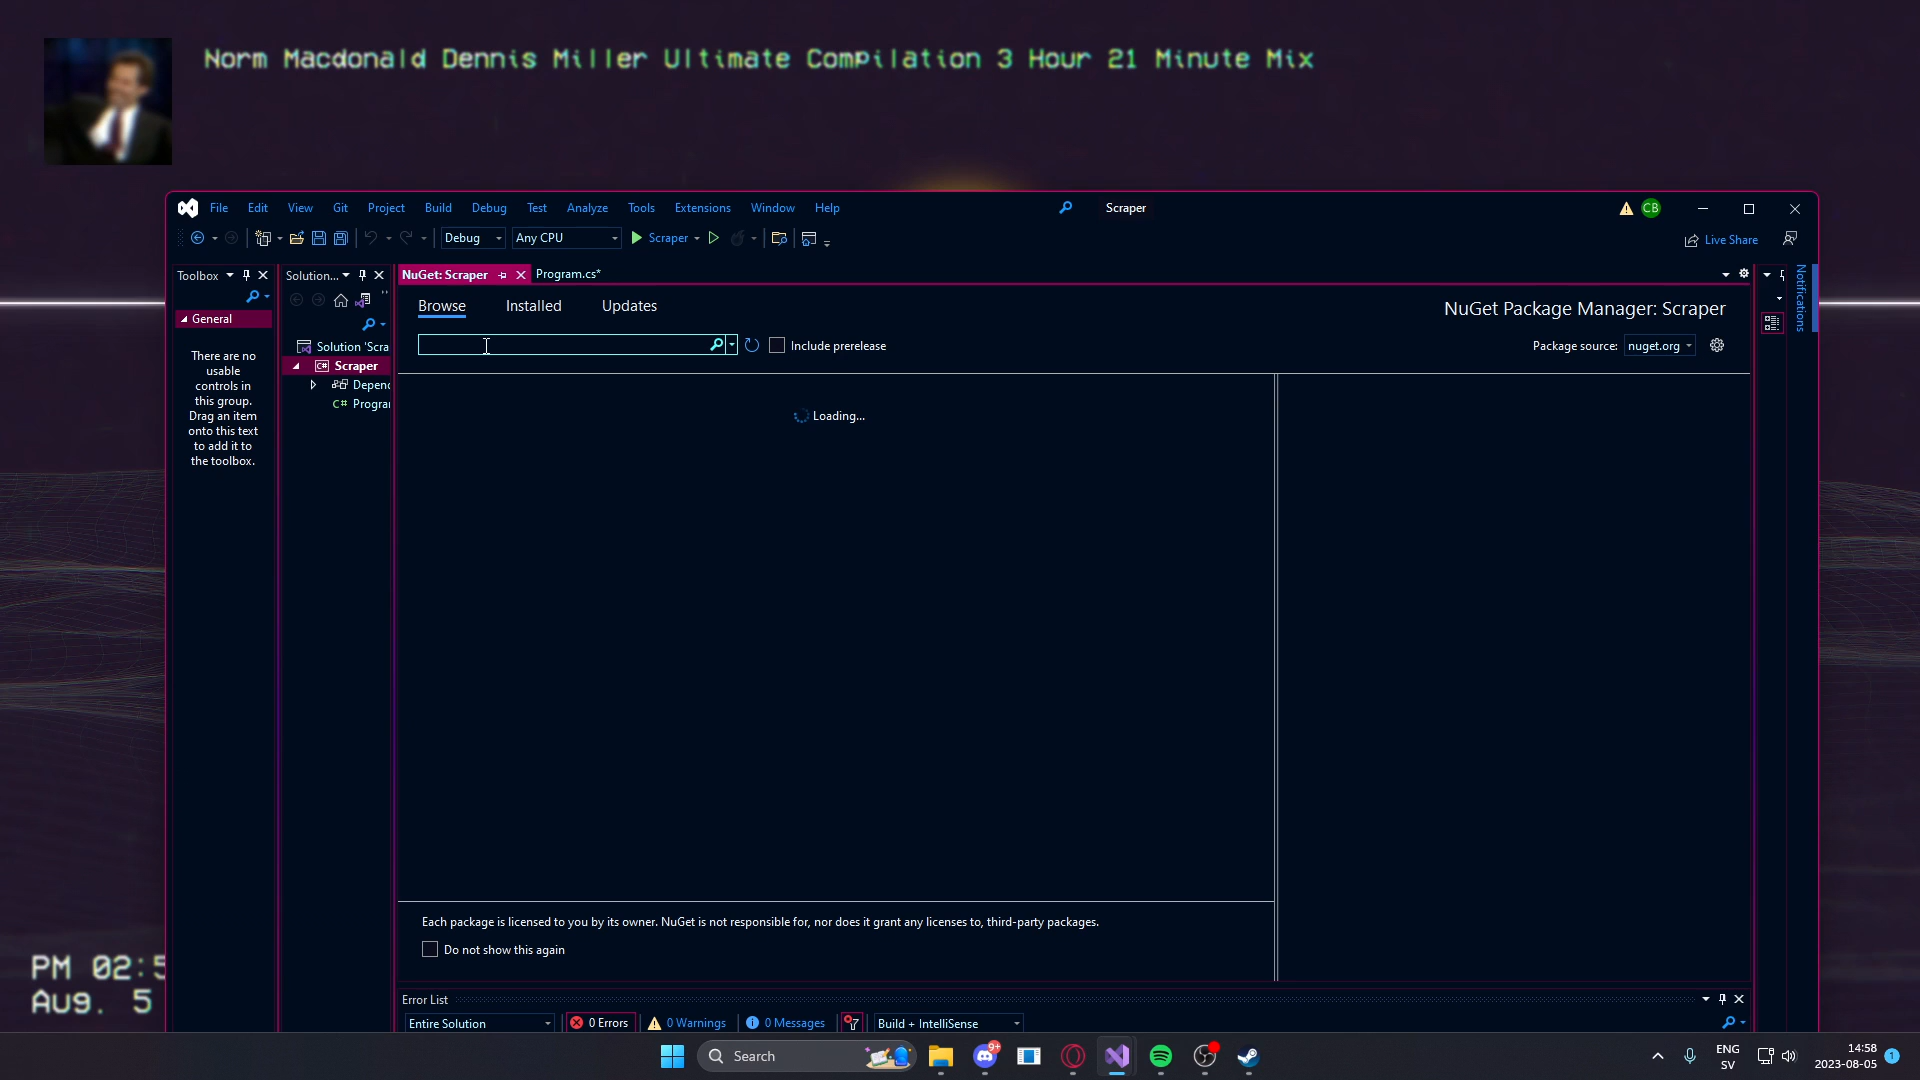 Norm Macdonald Dennis Miller Ultimate Compilation 3 Hour 21 Minute Mix
File Edit View Git Project Build Debug Test Analyze Tools Extensions Window Help
Scraper
CB
Debug
Any CPU
Scraper
Live Share
Toolbox
Solution...
NuGet: Scraper
Program.cs*
Notifications
General
There are no
usable
controls in
this group.
Drag an item
onto this text
to add it to
the toolbox.
Solution 'Scra
C# Scraper
Depend
C# Progra
Browse Installed Updates
NuGet Package Manager: Scraper
Include prerelease
Package source: nuget.org
Loading...
Each package is licensed to you by its owner. NuGet is not responsible for, nor does it grant any licenses to, third-party packages.
Do not show this again
Error List
Entire Solution
0 Errors
0 Warnings
0 Messages
Build + IntelliSense
PM 02:5
Aug. 5
Search
9+
ENG
SV
14:58
2023-08-05
1